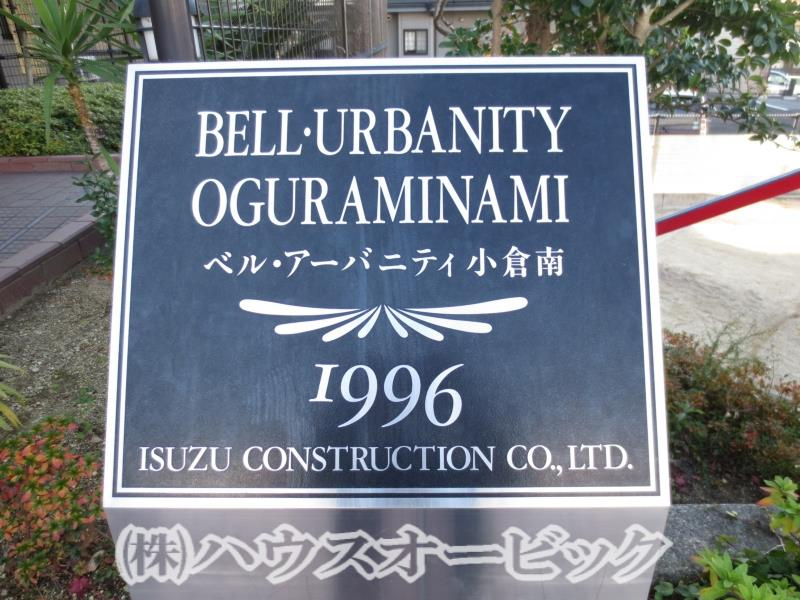 BELL・URBANITY
OGURAMINAMI
ベル・アーバニティ小倉南
1996
ISUZU CONSTRUCTION CO.,LTD.
㈱ハウスオービック